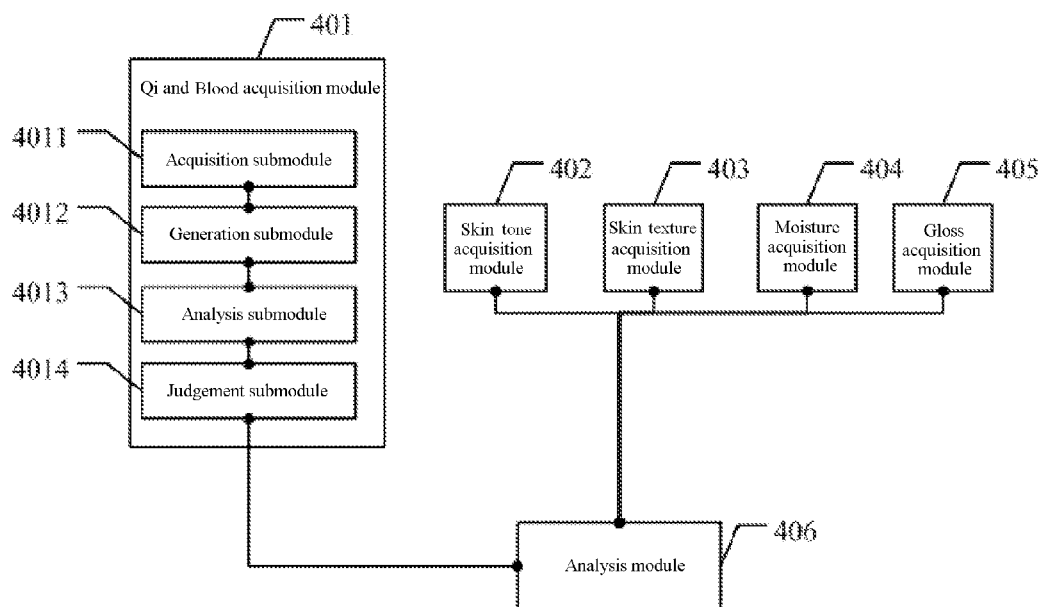 401
Qi and Blood acquisition module
4011
Acquisition submodule
4012
Generation submodule
4013
Analysis submodule
4014
Judgement submodule
402
Skin tone
acquisition
module
403
Skin texture
acquisition
module
404
Moisture
acquisition
module
405
Gloss
acquisition
module
406
Analysis module